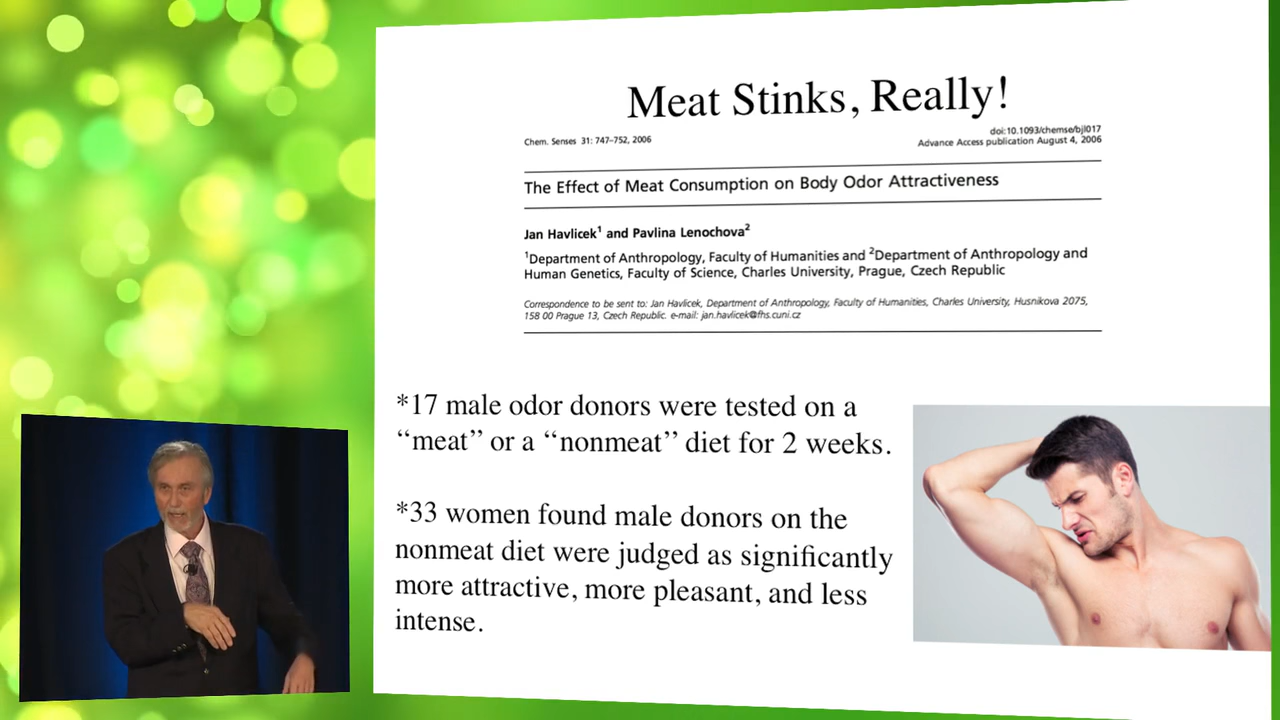 Meat Stinks, Really!
Chem. Senses 31: 747–752, 2006
doi:10.1093/chemse/bjl017
Advance Access publication August 4, 2006
The Effect of Meat Consumption on Body Odor Attractiveness
Jan Havlicek1 and Pavlina Lenochova2
1Department of Anthropology, Faculty of Humanities and 2Department of Anthropology and
Human Genetics, Faculty of Science, Charles University, Prague, Czech Republic
Correspondence to be sent to: Jan Havlicek, Department of Anthropology, Faculty of Humanities, Charles University, Husnikova 2075,
158 00 Prague 13, Czech Republic. e-mail: jan.havlicek@fhs.cuni.cz
*17 male odor donors were tested on a
“meat” or a “nonmeat” diet for 2 weeks.
*33 women found male donors on the
nonmeat diet were judged as significantly
more attractive, more pleasant, and less
intense.